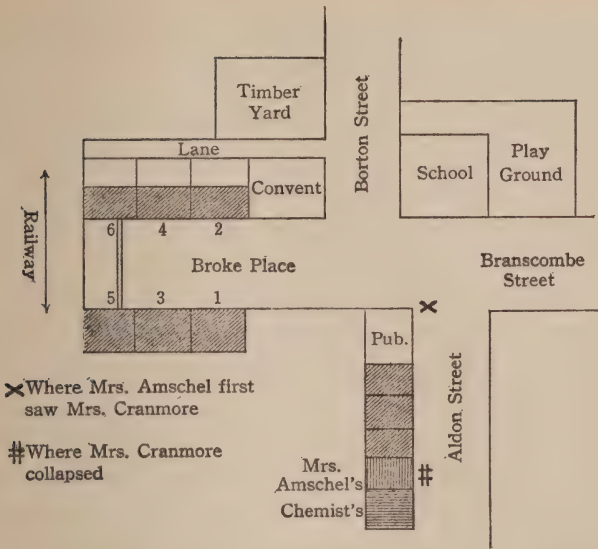 Timber
Yard
Borton Street
Lane
Convent
School
Play
Ground
Railway
6 4 2
Broke Place
Branscombe
Street
5 3 1
Pub.
Aldon Street
×Where Mrs. Amschel first
saw Mrs. Cranmore
#Where Mrs. Cranmore
collapsed
Mrs.
Amschel's
#
Chemist's